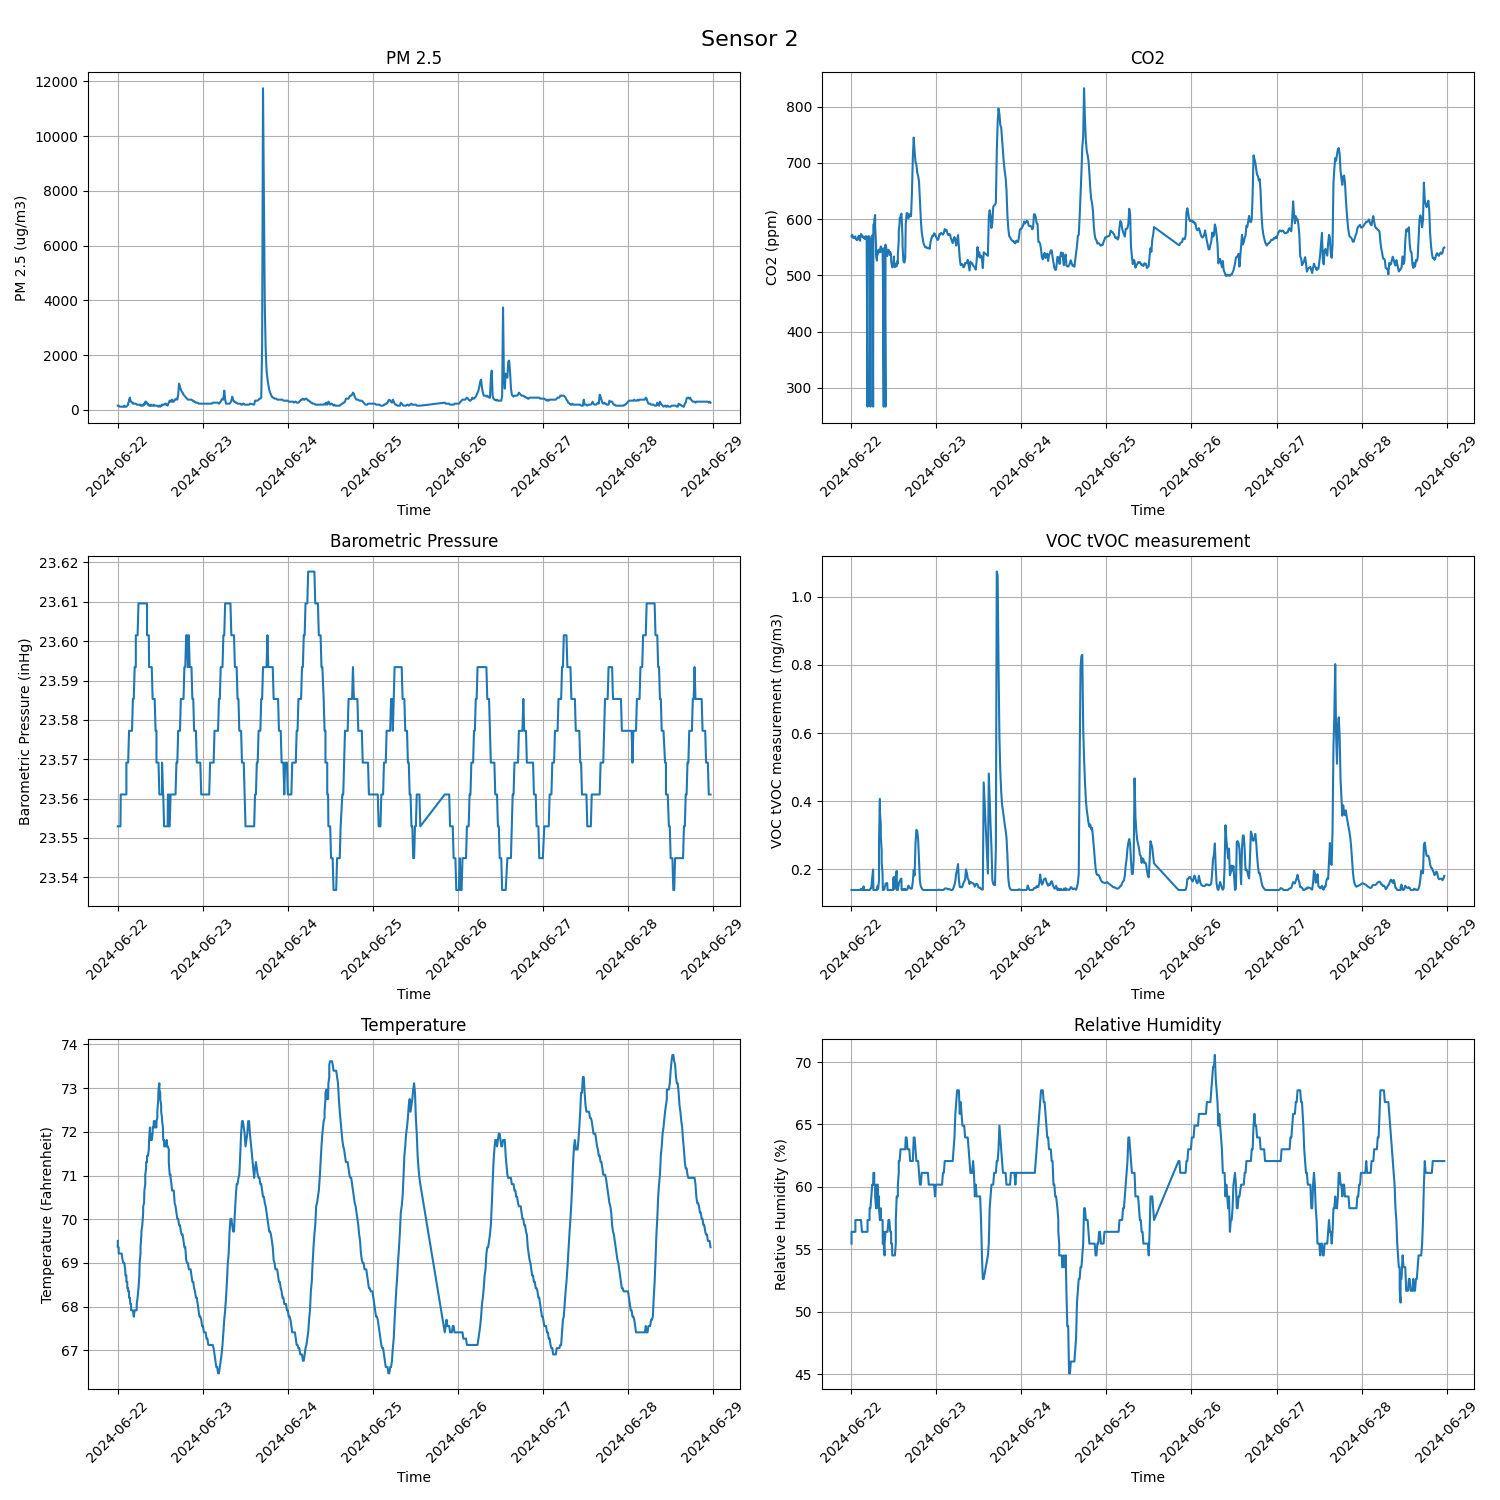 Sensor 2
PM 2.5
PM 2.5 (ug/m3)
12000
10000
8000
6000
4000
2000
0
2024-06-22 2024-06-23 2024-06-24 2024-06-25 2024-06-26 2024-06-27 2024-06-28 2024-06-29
Time
CO2
CO2 (ppm)
800
700
600
500
400
300
2024-06-22 2024-06-23 2024-06-24 2024-06-25 2024-06-26 2024-06-27 2024-06-28 2024-06-29
Time
Barometric Pressure
Barometric Pressure (inHg)
23.62
23.61
23.60
23.59
23.58
23.57
23.56
23.55
23.54
2024-06-22 2024-06-23 2024-06-24 2024-06-25 2024-06-26 2024-06-27 2024-06-28 2024-06-29
Time
VOC tVOC measurement
VOC tVOC measurement (mg/m3)
1.0
0.8
0.6
0.4
0.2
2024-06-22 2024-06-23 2024-06-24 2024-06-25 2024-06-26 2024-06-27 2024-06-28 2024-06-29
Time
Temperature
Temperature (Fahrenheit)
74
73
72
71
70
69
68
67
2024-06-22 2024-06-23 2024-06-24 2024-06-25 2024-06-26 2024-06-27 2024-06-28 2024-06-29
Time
Relative Humidity
Relative Humidity (%)
70
65
60
55
50
45
2024-06-22 2024-06-23 2024-06-24 2024-06-25 2024-06-26 2024-06-27 2024-06-28 2024-06-29
Time